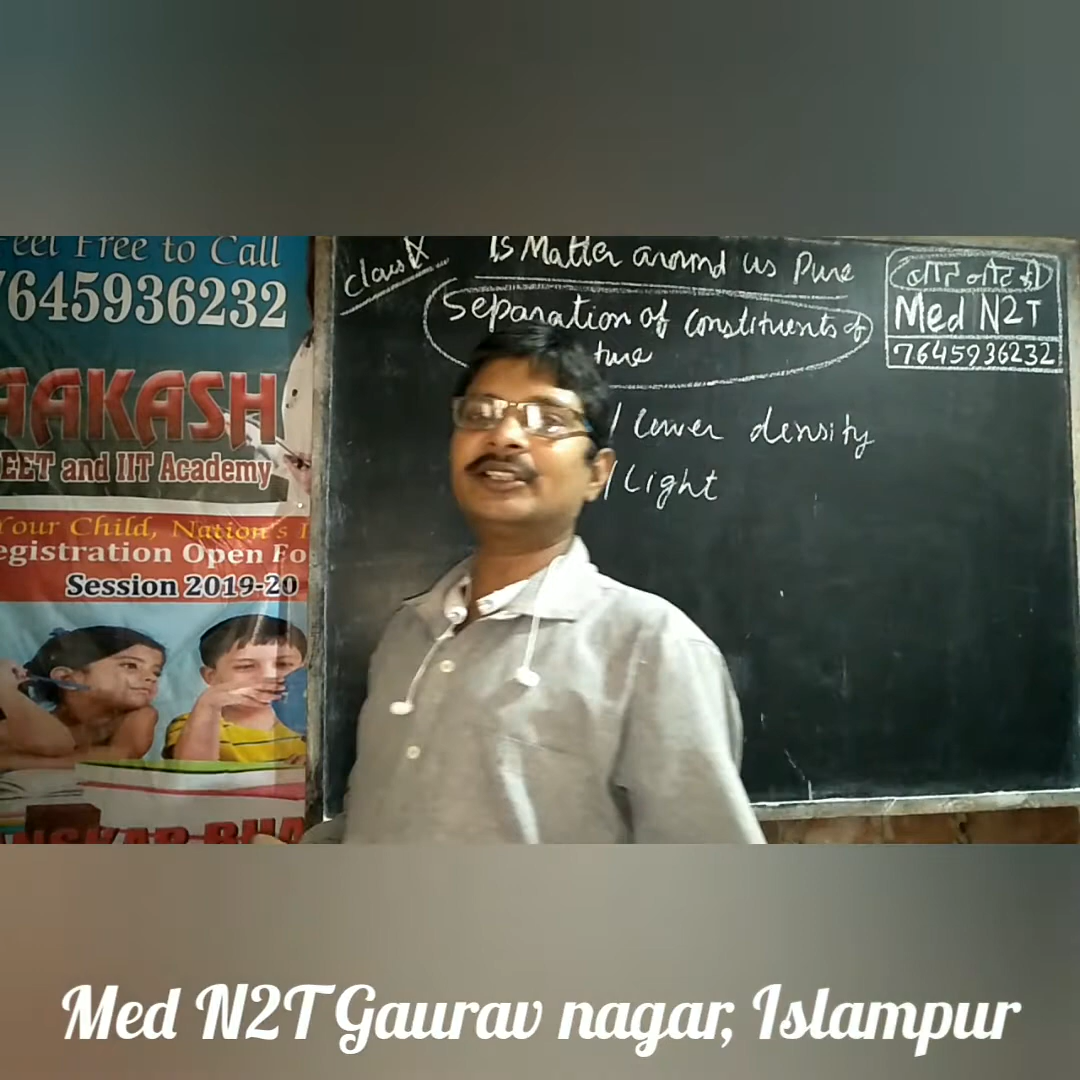 Feel Free to Call
7645936232
AAKASH
EET and IIT Academy
Your Child, Nation's
egistration Open Fo
Session 2019-20
class IX
Is Matter around us Pure
Separation of Constituents of
ture
/ lower density
/ Light
Med N2T
7645936232
Med N2T Gaurav nagar, Islampur